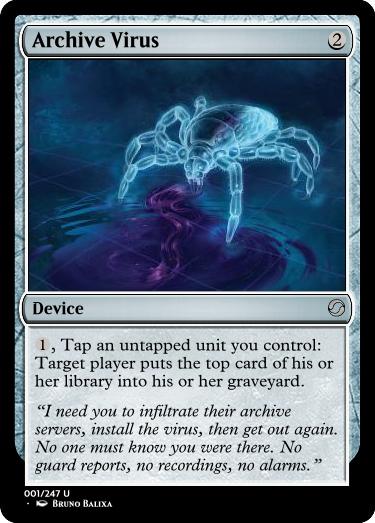 Archive Virus 2
Device
1, Tap an untapped unit you control:
Target player puts the top card of his or
her library into his or her graveyard.
“I need you to infiltrate their archive
servers, install the virus, then get out again.
No one must know you were there. No
guard reports, no recordings, no alarms.”
001/247 U
· Bruno Balixa